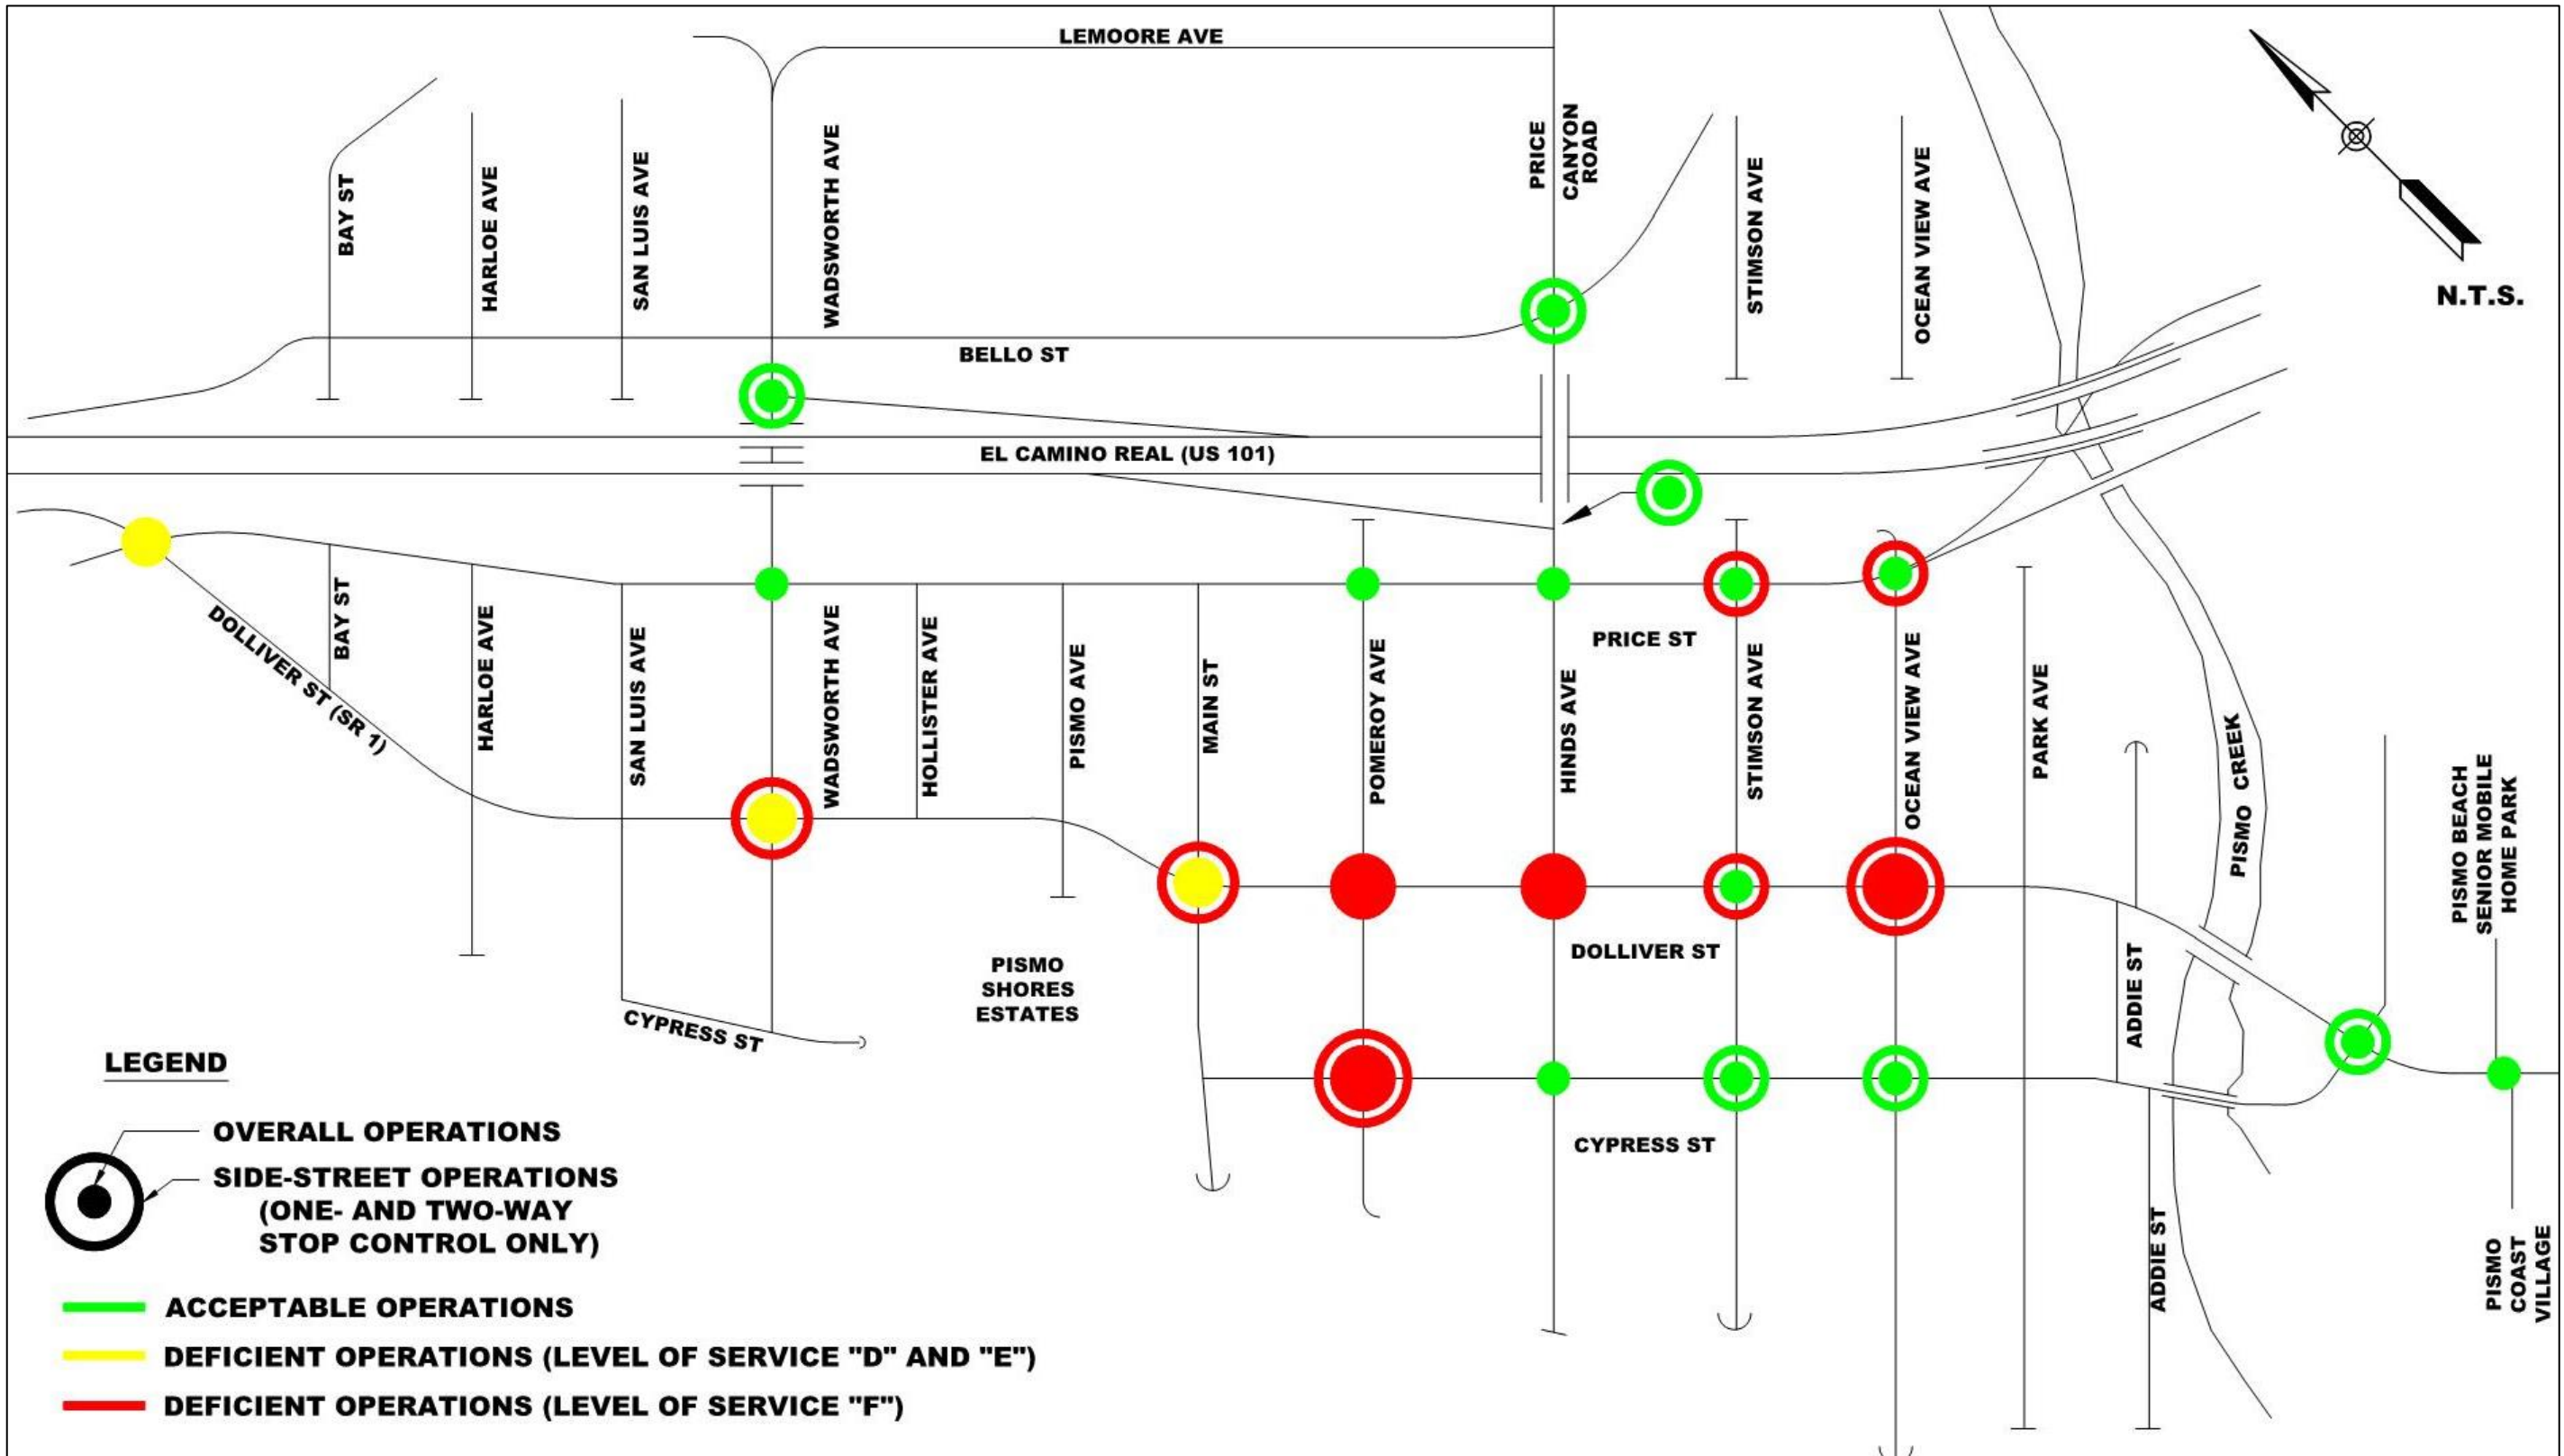 LEMOORE AVE
BAY ST
HARLOE AVE
SAN LUIS AVE
WADSWORTH AVE
PRICE
CANYON
ROAD
STIMSON AVE
OCEAN VIEW AVE
N.T.S.
BELLO ST
EL CAMINO REAL (US 101)
DOLLIVER ST (SR 1)
BAY ST
HARLOE AVE
SAN LUIS AVE
WADSWORTH AVE
HOLLISTER AVE
PISMO AVE
MAIN ST
POMEROY AVE
HINDS AVE
PRICE ST
STIMSON AVE
OCEAN VIEW AVE
PARK AVE
PISMO CREEK
PISMO BEACH
SENIOR MOBILE
HOME PARK
DOLLIVER ST
PISMO
SHORES
ESTATES
ADDIE ST
CYPRESS ST
CYPRESS ST
ADDIE ST
PISMO
COAST
VILLAGE
LEGEND
OVERALL OPERATIONS
SIDE-STREET OPERATIONS
(ONE- AND TWO-WAY
STOP CONTROL ONLY)
ACCEPTABLE OPERATIONS
DEFICIENT OPERATIONS (LEVEL OF SERVICE "D" AND "E")
DEFICIENT OPERATIONS (LEVEL OF SERVICE "F")